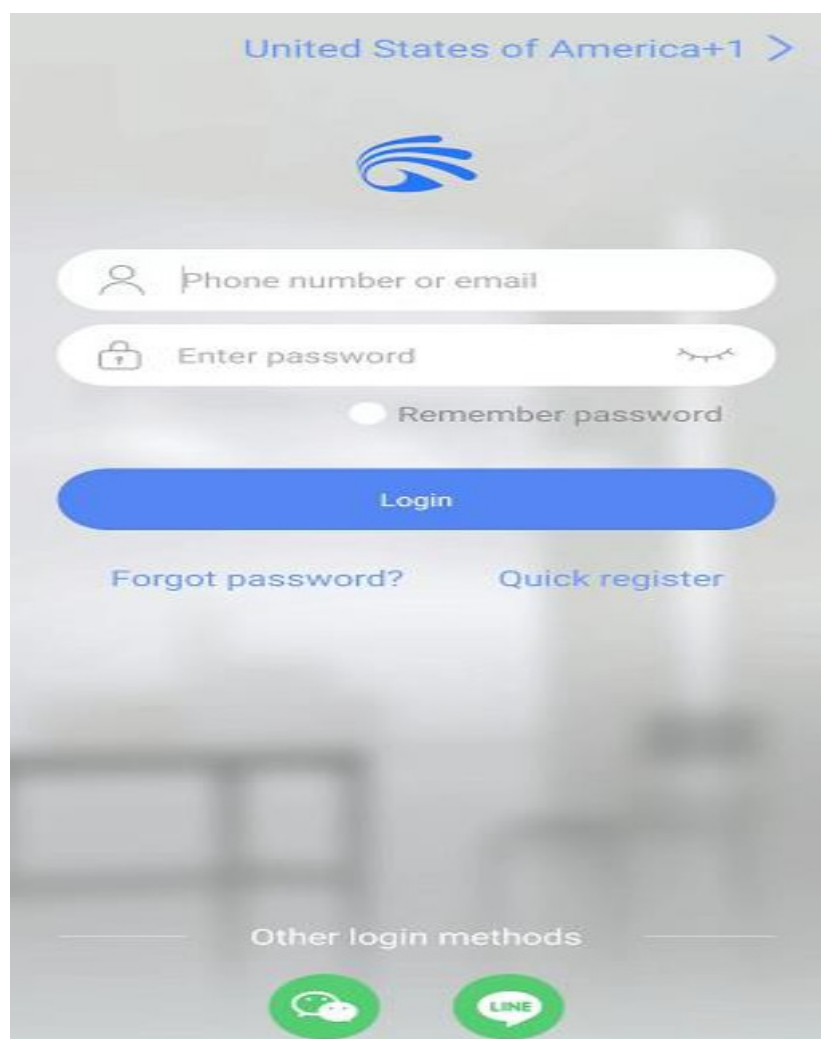 United States of America+1 >
Phone number or email
Enter password
Remember password
Login
Forgot password? Quick register
Other login methods
LINE